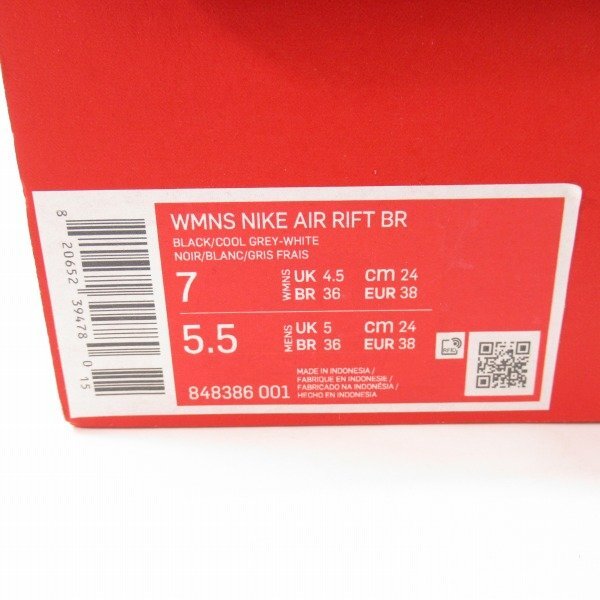 WMNS NIKE AIR RIFT BR
BLACK/COOL GREY-WHITE
NOIR/BLANC/GRIS FRAIS
7 WMNS UK 4.5 cm 24
BR 36 EUR 38
5.5 MENS UK 5 cm 24
BR 36 EUR 38
848386 001
MADE IN INDONESIA/
FABRIQUE EN INDONESIE/
FABRICADO NA INDONÉSIA/
HECHO EN INDONESIA
RFID
8 20652 39478 0 15